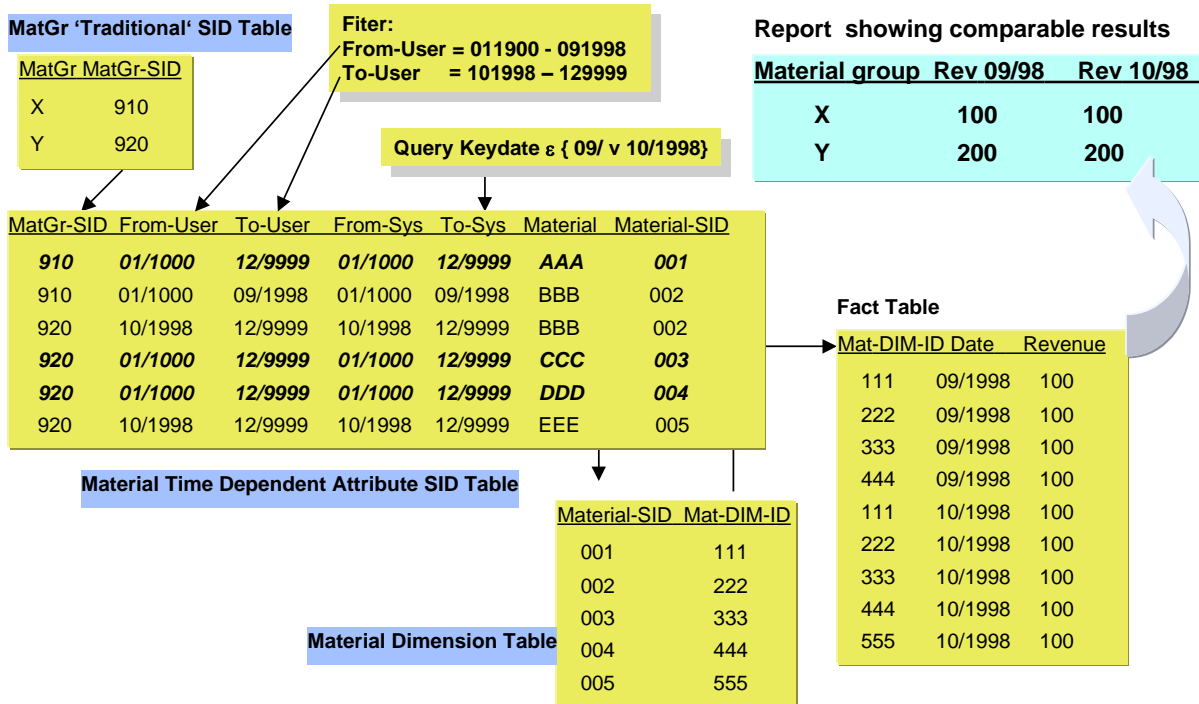 MatGr ‘Traditional‘ SID Table
MatGr MatGr-SID
X 910
Y 920
Fiter:
From-User = 011900 - 091998
To-User = 101998 – 129999
Query Keydate ε { 09/ v 10/1998}
Report showing comparable results
Material group Rev 09/98 Rev 10/98
X 100 100
Y 200 200
MatGr-SID From-User To-User From-Sys To-Sys Material Material-SID
910 01/1000 12/9999 01/1000 12/9999 AAA 001
910 01/1000 09/1998 01/1000 09/1998 BBB 002
920 10/1998 12/9999 10/1998 12/9999 BBB 002
920 01/1000 12/9999 01/1000 12/9999 CCC 003
920 01/1000 12/9999 01/1000 12/9999 DDD 004
920 10/1998 12/9999 10/1998 12/9999 EEE 005
Material Time Dependent Attribute SID Table
Material-SID Mat-DIM-ID
001 111
002 222
003 333
004 444
005 555
Material Dimension Table
Fact Table
Mat-DIM-ID Date Revenue
111 09/1998 100
222 09/1998 100
333 09/1998 100
444 09/1998 100
111 10/1998 100
222 10/1998 100
333 10/1998 100
444 10/1998 100
555 10/1998 100